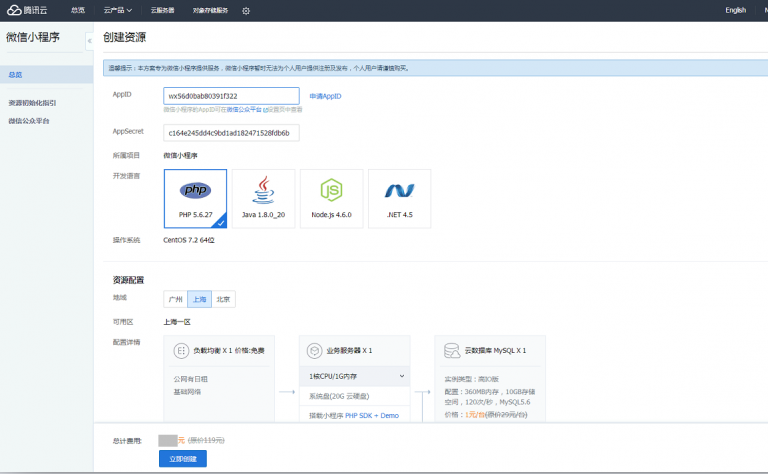 腾讯云 总览 云产品 云服务器 对象存储服务 English
微信小程序
总览
资源初始化指引
微信公众平台
创建资源
温馨提示：本方案专为微信小程序提供服务，微信小程序暂时无法为个人用户提供注册及发布，个人用户请谨慎购买。
AppID wx56d0bab80391f322 申请AppID
微信小程序的AppID可在微信公众平台设置页中查看
AppSecret c164e245dd4c9bd1ad182471528fdb6b
所属项目 微信小程序
开发语言
php
PHP 5.6.27
Java
Java 1.8.0_20
JS
Node.js 4.6.0
.NET 4.5
操作系统 CentOS 7.2 64位
资源配置
地域 广州 上海 北京
可用区 上海一区
配置详情
负载均衡 X 1 价格:免费
公网有日租
基础网络
业务服务器 X 1
1核CPU/1G内存
系统盘(20G 云硬盘)
搭载小程序 PHP SDK + Demo
云数据库 MySQL X 1
实例类型：高IO版
配置：360MB内存，10GB存储
空间，120次/秒，MySQL5.6
价格：1元/台(原价29元/台)
总计费用: 元 (原价119元)
立即创建